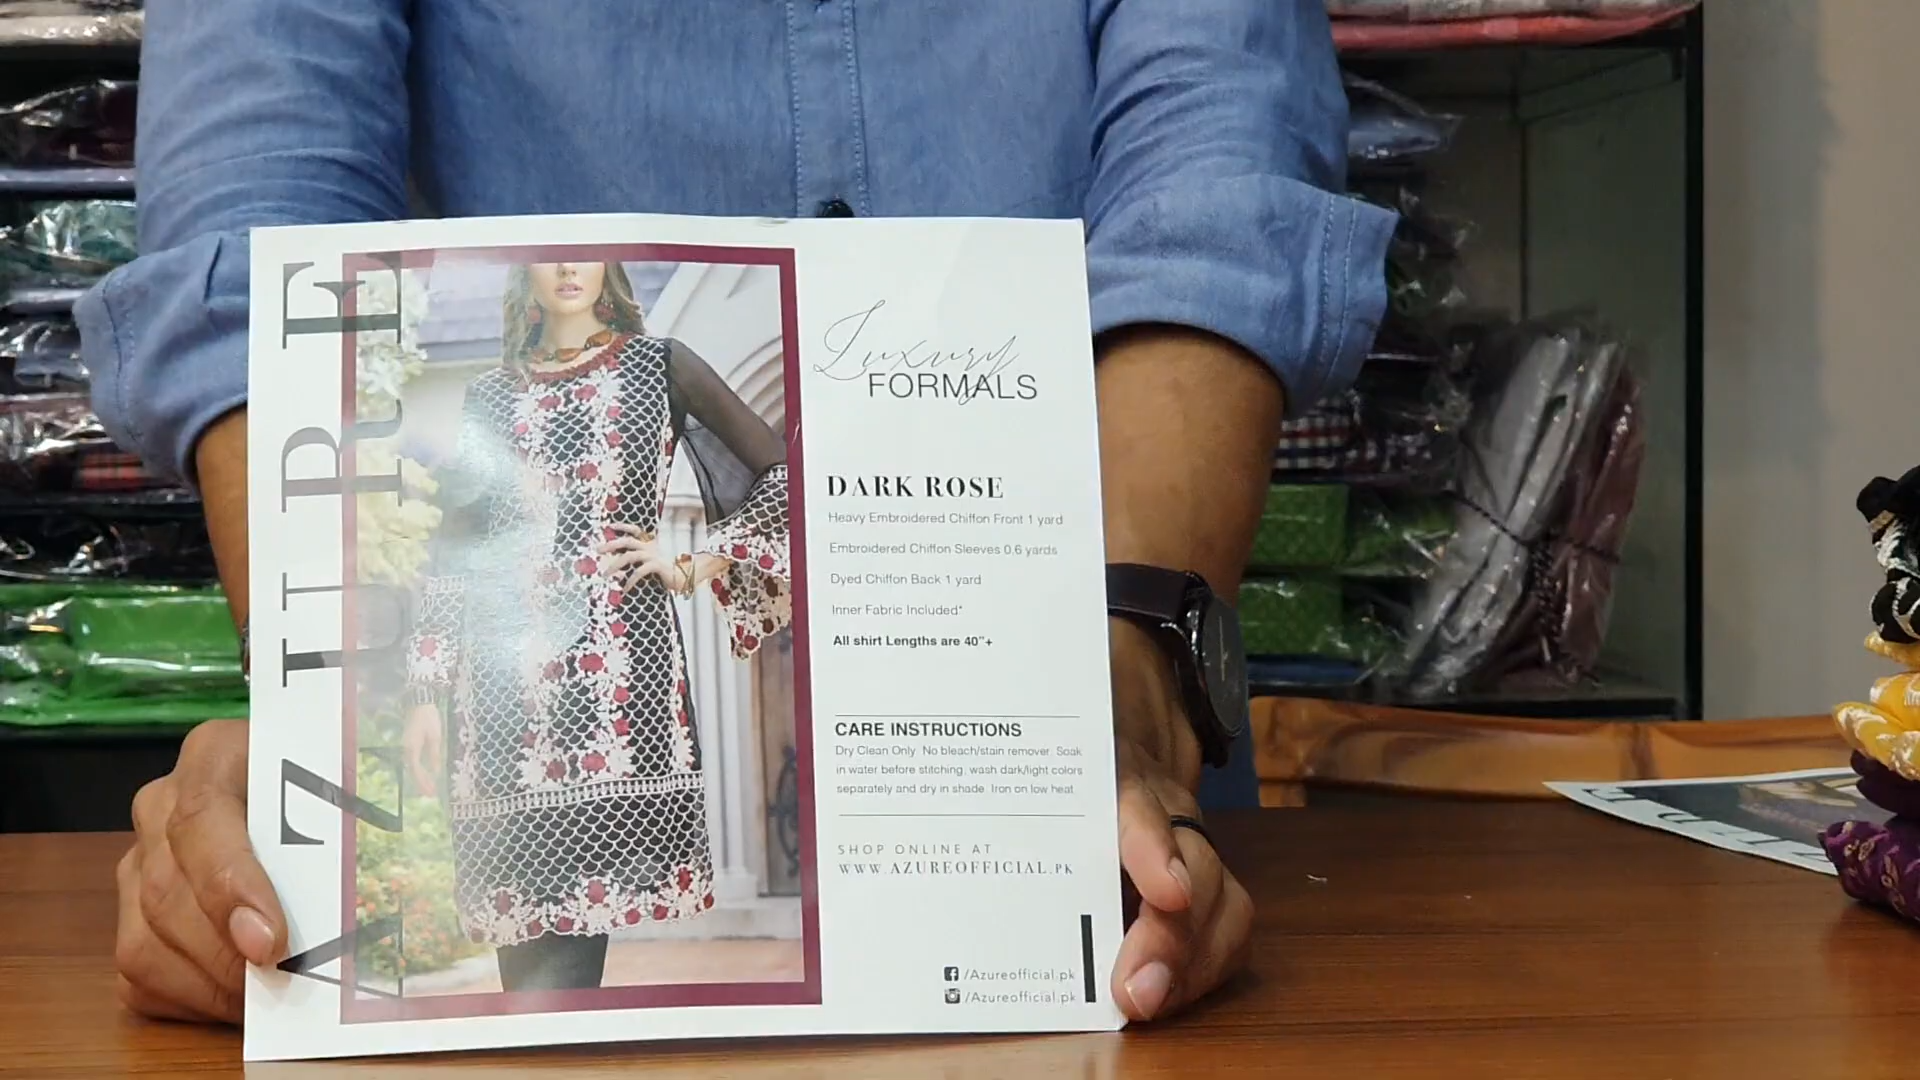 AZURE
Luxury
FORMALS
DARK ROSE
Heavy Embroidered Chiffon Front 1 yard
Embroidered Chiffon Sleeves 0.6 yards
Dyed Chiffon Back 1 yard
Inner Fabric Included*
All shirt Lengths are 40"+
CARE INSTRUCTIONS
Dry Clean Only. No bleach/stain remover. Soak
in water before stitching, wash dark/light colors
separately and dry in shade. Iron on low heat.
SHOP ONLINE AT
WWW.AZUREOFFICIAL.PK
/Azureofficial.pk
/Azureofficial.pk